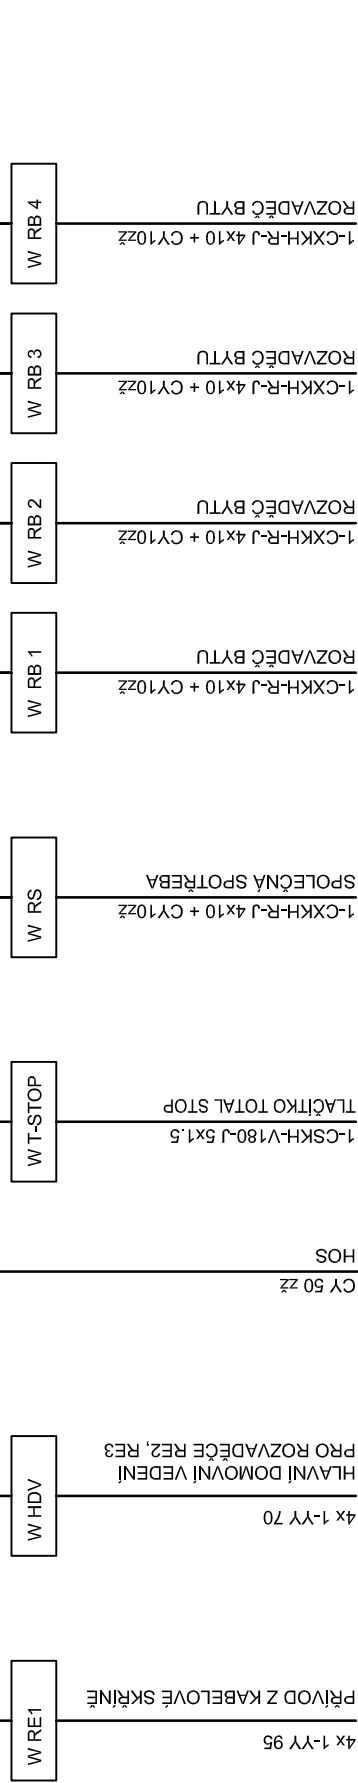 4x 1-YY 95
PŘÍVOD Z KABELOVÉ SKŘÍNĚ
W RE1
4x 1-YY 70
HLAVNÍ DOMOVNÍ VEDENÍ
PRO ROZVADĚČE RE2, RE3
W HDV
CY 50 zž
HOS
1-CSKH-V180-J 5x1.5
TLAČÍTKO TOTAL STOP
W T-STOP
1-CXKH-R-J 4x10 + CY10zž
SPOLEČNÁ SPOTŘEBA
W RS
1-CXKH-R-J 4x10 + CY10zž
ROZVADĚČ BYTU
W RB 1
1-CXKH-R-J 4x10 + CY10zž
ROZVADĚČ BYTU
W RB 2
1-CXKH-R-J 4x10 + CY10zž
ROZVADĚČ BYTU
W RB 3
1-CXKH-R-J 4x10 + CY10zž
ROZVADĚČ BYTU
W RB 4